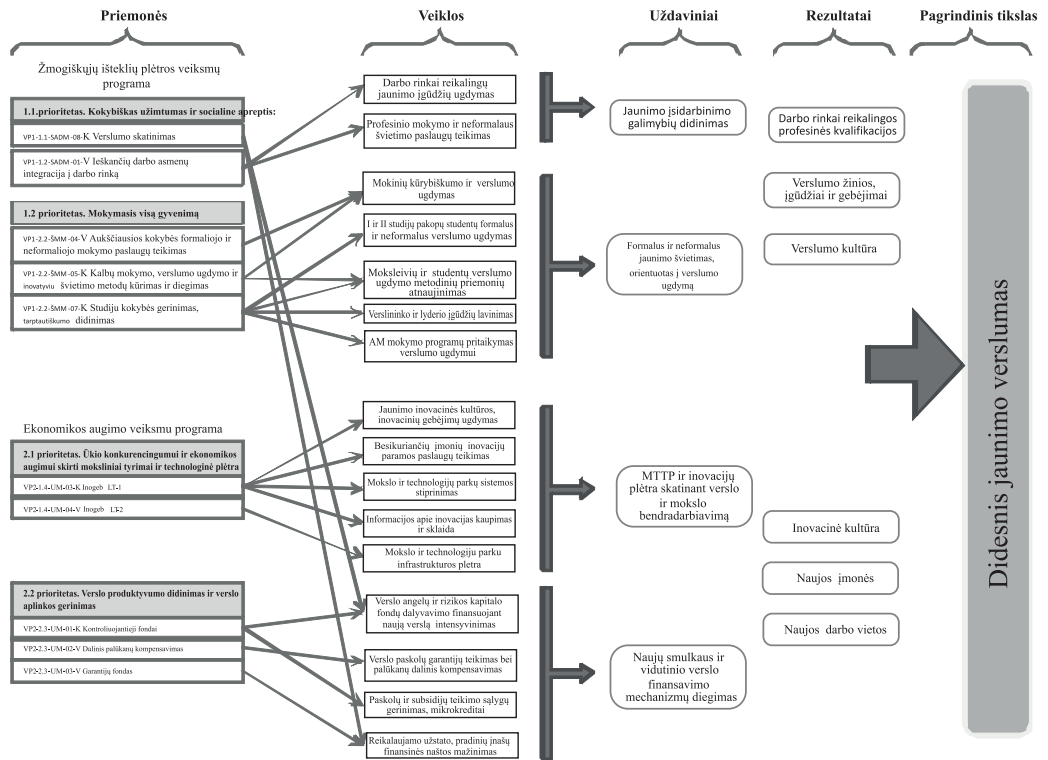 Priemonės
Veiklos
Uždaviniai
Rezultatai
Pagrindinis tikslas
Žmogiškųjų išteklių plėtros veiksmų
programa
1.1.prioritetas. Kokybiškas užimtumas ir socialine apreptis:
VP1-1.1-SADM-08-K Verslumo skatinimas
VP1-1.2-SADM -01-V Ieškančių darbo asmenų
integracija į darbo rinką
1.2 prioritetas. Mokymasis visą gyvenimą
VP1-2.2-ŠMM -04-V Aukščiausios kokybės formaliojo ir
neformaliojo mokymo paslaugų teikimas
VP1-2.2-ŠMM -05-K Kalbų mokymo, verslumo ugdymo ir
inovatyviu švietimo metodų kūrimas ir diegimas
VP1-2.2-ŠMM -07-K Studiju kokybės gerinimas,
tarptautiškumo didinimas
Ekonomikos augimo veiksmu programa
2.1 prioritetas. Ūkio konkurencingumui ir ekonomikos
augimui skirti moksliniai tyrimai ir technologinė plėtra
VP2-1.4-UM-03-K Inogeb LT-1
VP2-1.4-UM-04-V Inogeb LT-2
2.2 prioritetas. Verslo produktyvumo didinimas ir verslo
aplinkos gerinimas
VP2-2.3-UM-01-K Kontroliuojantieji fondai
VP2-2.3-UM-02-V Dalinis palūkanų kompensavimas
VP2-2.3-UM-03-V Garantijų fondas
Darbo rinkai reikalingų
jaunimo įgūdžių ugdymas
Profesinio mokymo ir neformalaus
švietimo paslaugų teikimas
Mokinių kūrybiškumo ir verslumo
ugdymas
I ir II studijų pakopų studentų formalus
ir neformalus verslumo ugdymas
Moksleivių ir studentų verslumo
ugdymo metodinių priemonių
atnaujinimas
Verslininko ir lyderio įgūdžių lavinimas
AM mokymo programų pritaikymas
verslumo ugdymui
Jaunimo inovacinės kultūros,
inovacinių gebėjimų ugdymas
Besikuriančių įmonių inovacijų
paramos paslaugų teikimas
Mokslo ir technologijų parkų sistemos
stiprinimas
Informacijos apie inovacijas kaupimas
ir sklaida
Mokslo ir technologiju parku
infrastrukturos pletra
Verslo angelų ir rizikos kapitalo
fondų dalyvavimo finansuojant
naują verslą intensyvinimas
Verslo paskolų garantijų teikimas bei
palūkanų dalinis kompensavimas
Paskolų ir subsidijų teikimo sąlygų
gerinimas, mikrokreditai
Reikalaujamo užstato, pradinių įnašų
finansinės naštos mažinimas
Jaunimo įsidarbinimo
galimybių didinimas
Formalus ir neformalus
jaunimo švietimas,
orientuotas į verslumo
ugdymą
MTTP ir inovacijų
plėtra skatinant verslo
ir mokslo
bendradarbiavimą
Naujų smulkaus ir
vidutinio verslo
finansavimo
mechanizmų diegimas
Darbo rinkai reikalingos
profesinės kvalifikacijos
Verslumo žinios,
įgūdžiai ir gebėjimai
Verslumo kultūra
Inovacinė kultūra
Naujos įmonės
Naujos darbo vietos
Didesnis jaunimo verslumas